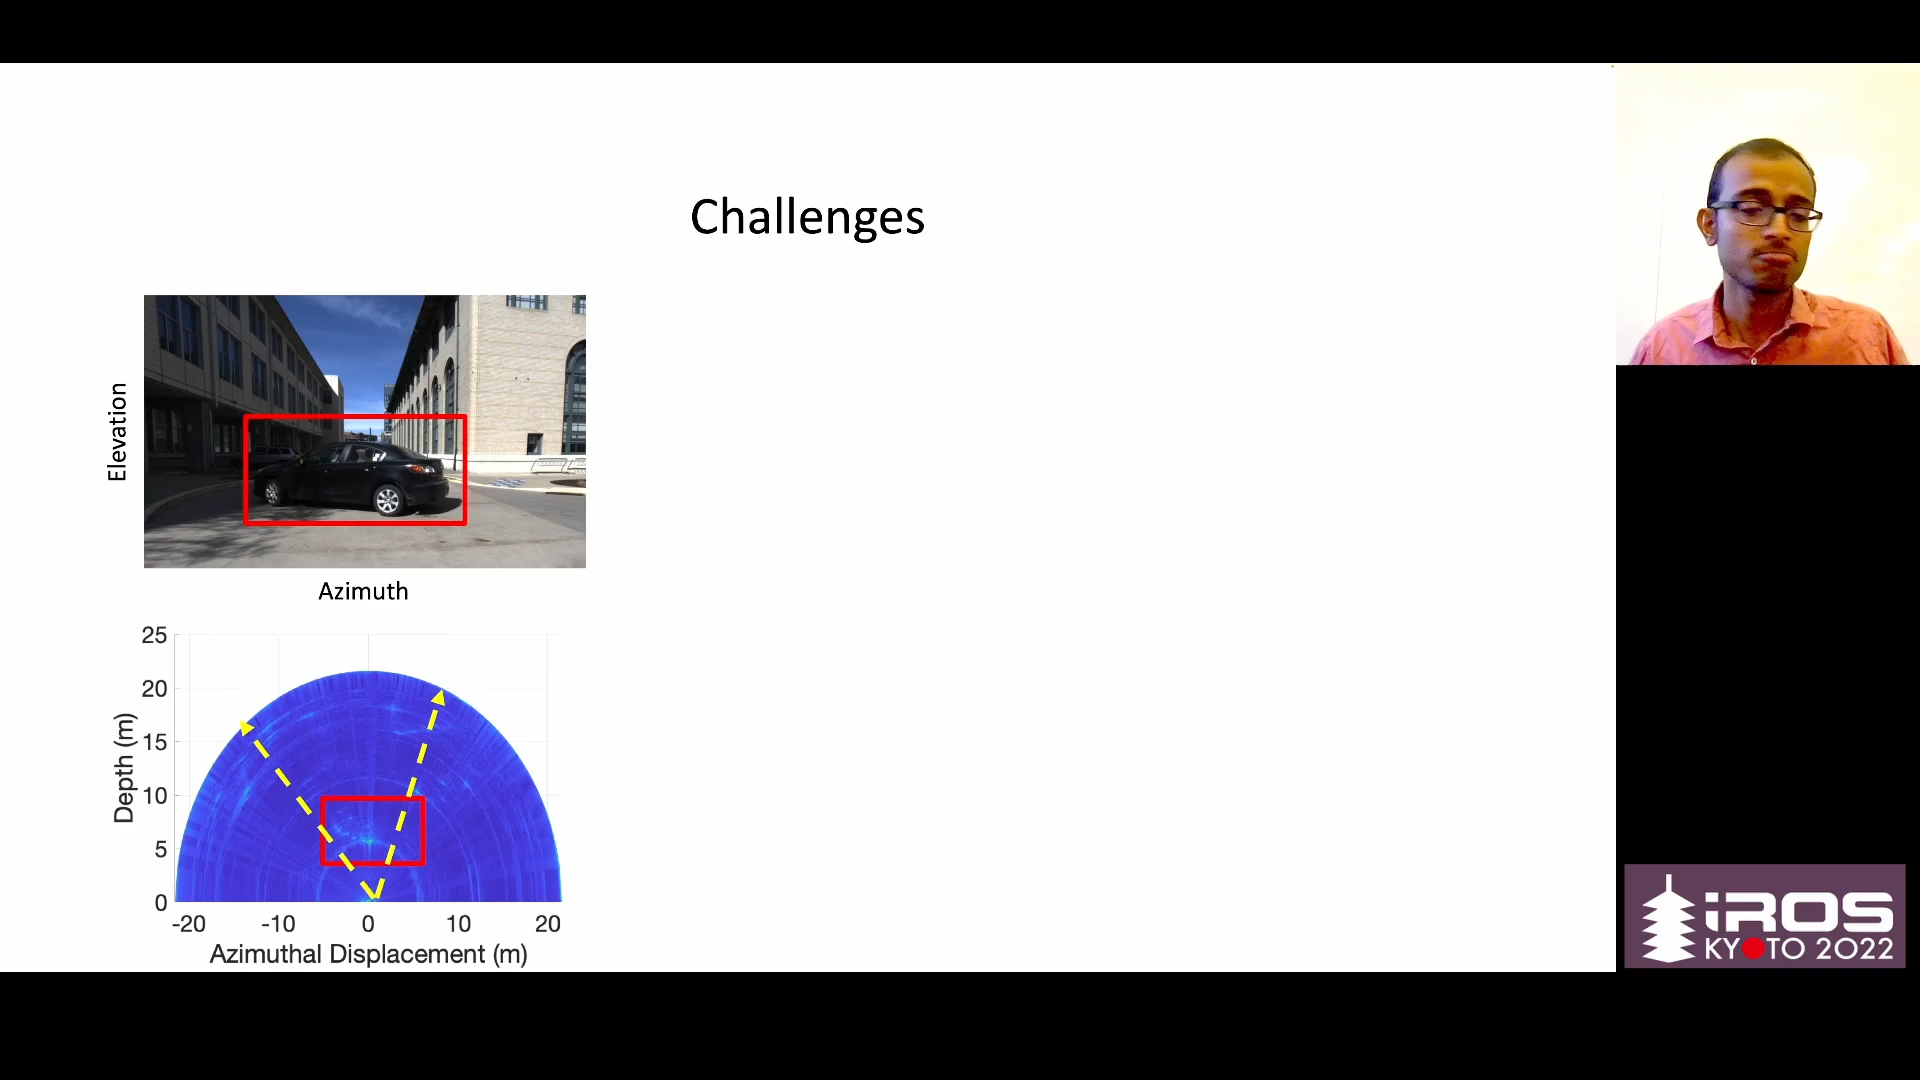 Challenges
Elevation
Azimuth
25
20
15
10
5
0
Depth (m)
-20 -10 0 10 20
Azimuthal Displacement (m)
iROS
KYOTO 2022